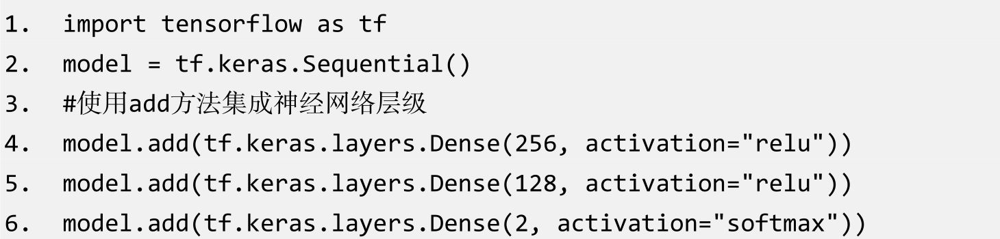 1. import tensorflow as tf
2. model = tf.keras.Sequential()
3. #使用add方法集成神经网络层级
4. model.add(tf.keras.layers.Dense(256, activation="relu"))
5. model.add(tf.keras.layers.Dense(128, activation="relu"))
6. model.add(tf.keras.layers.Dense(2, activation="softmax"))